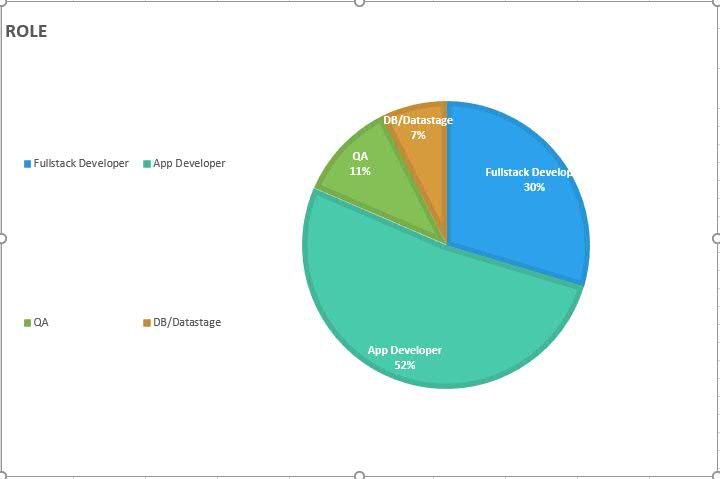 ROLE
Fullstack Developer
App Developer
QA
DB/Datastage
DB/Datastage
7%
QA
11%
Fullstack Develop
30%
App Developer
52%